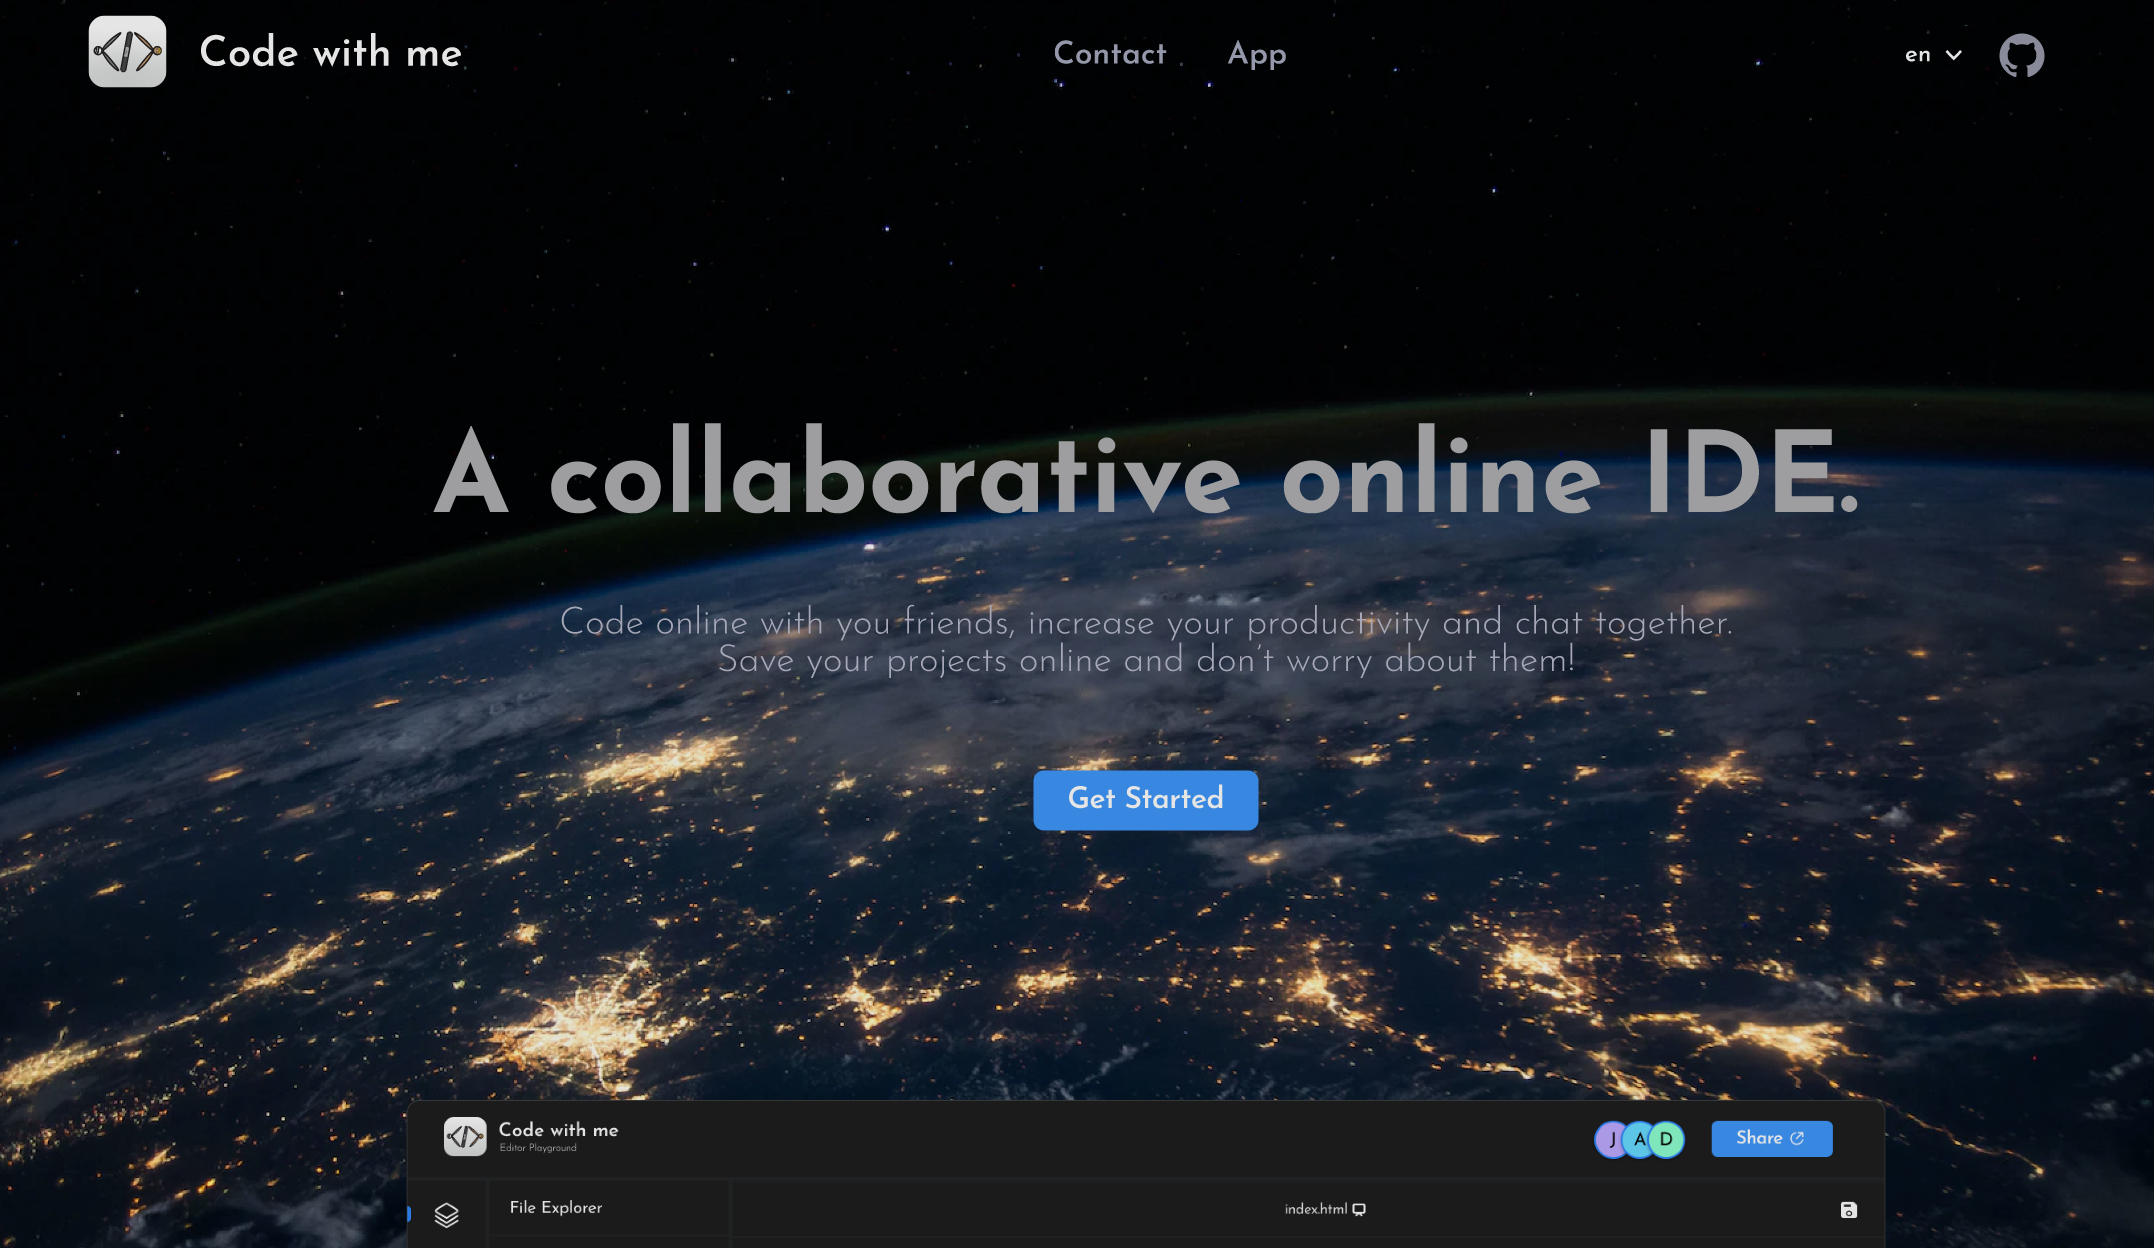 Code with me
Contact
App
en
A collaborative online IDE.
Code online with you friends, increase your productivity and chat together.
Save your projects online and don't worry about them!
Get Started
Code with me
Editor Playground
J A D
Share
File Explorer
index.html